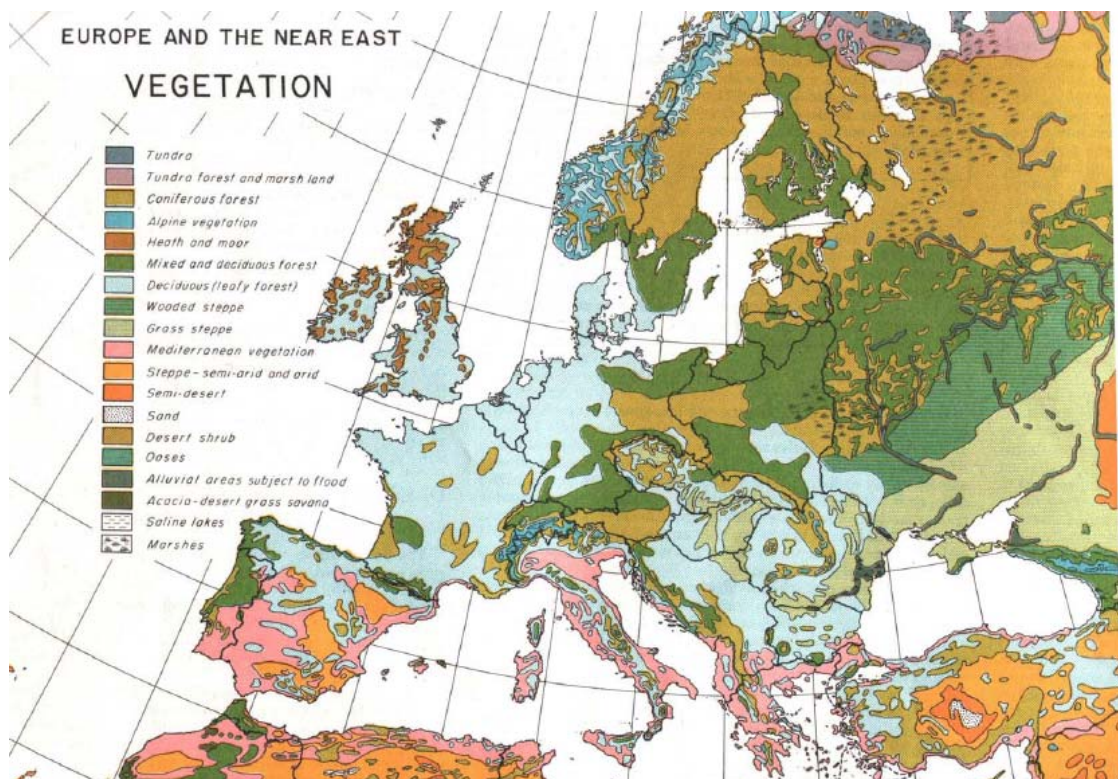 EUROPE AND THE NEAR EAST
VEGETATION
Tundra
Tundra forest and marsh land
Coniferous forest
Alpine vegetation
Heath and moor
Mixed and deciduous forest
Deciduous (leafy forest)
Wooded steppe
Grass steppe
Mediterranean vegetation
Steppe-semi-arid and arid
Semi-desert
Sand
Desert shrub
Oases
Alluvial areas subject to flood
Acacia-desert grass savana
Saline lakes
Marshes